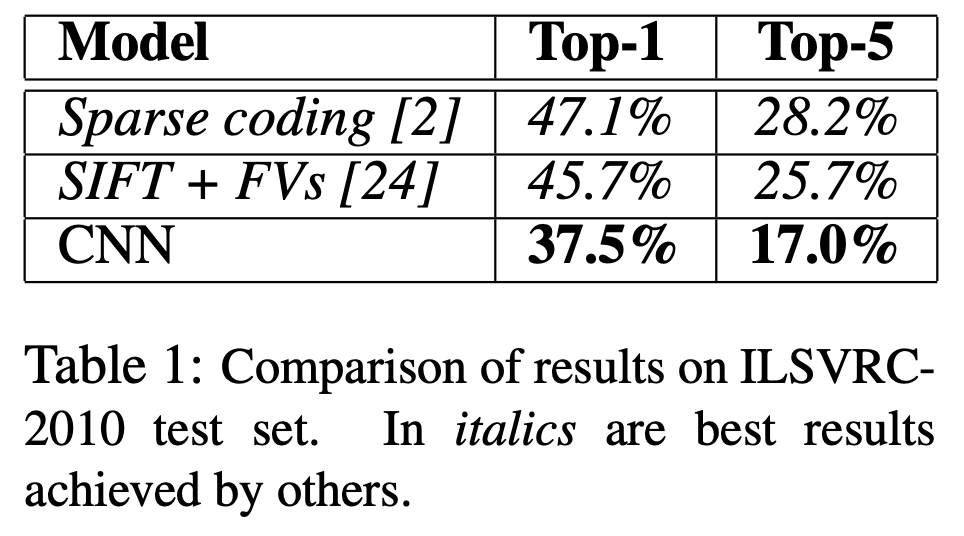 Model Top-1 Top-5
Sparse coding [2] 47.1% 28.2%
SIFT + FVs [24] 45.7% 25.7%
CNN 37.5% 17.0%
Table 1: Comparison of results on ILSVRC-
2010 test set. In italics are best results
achieved by others.